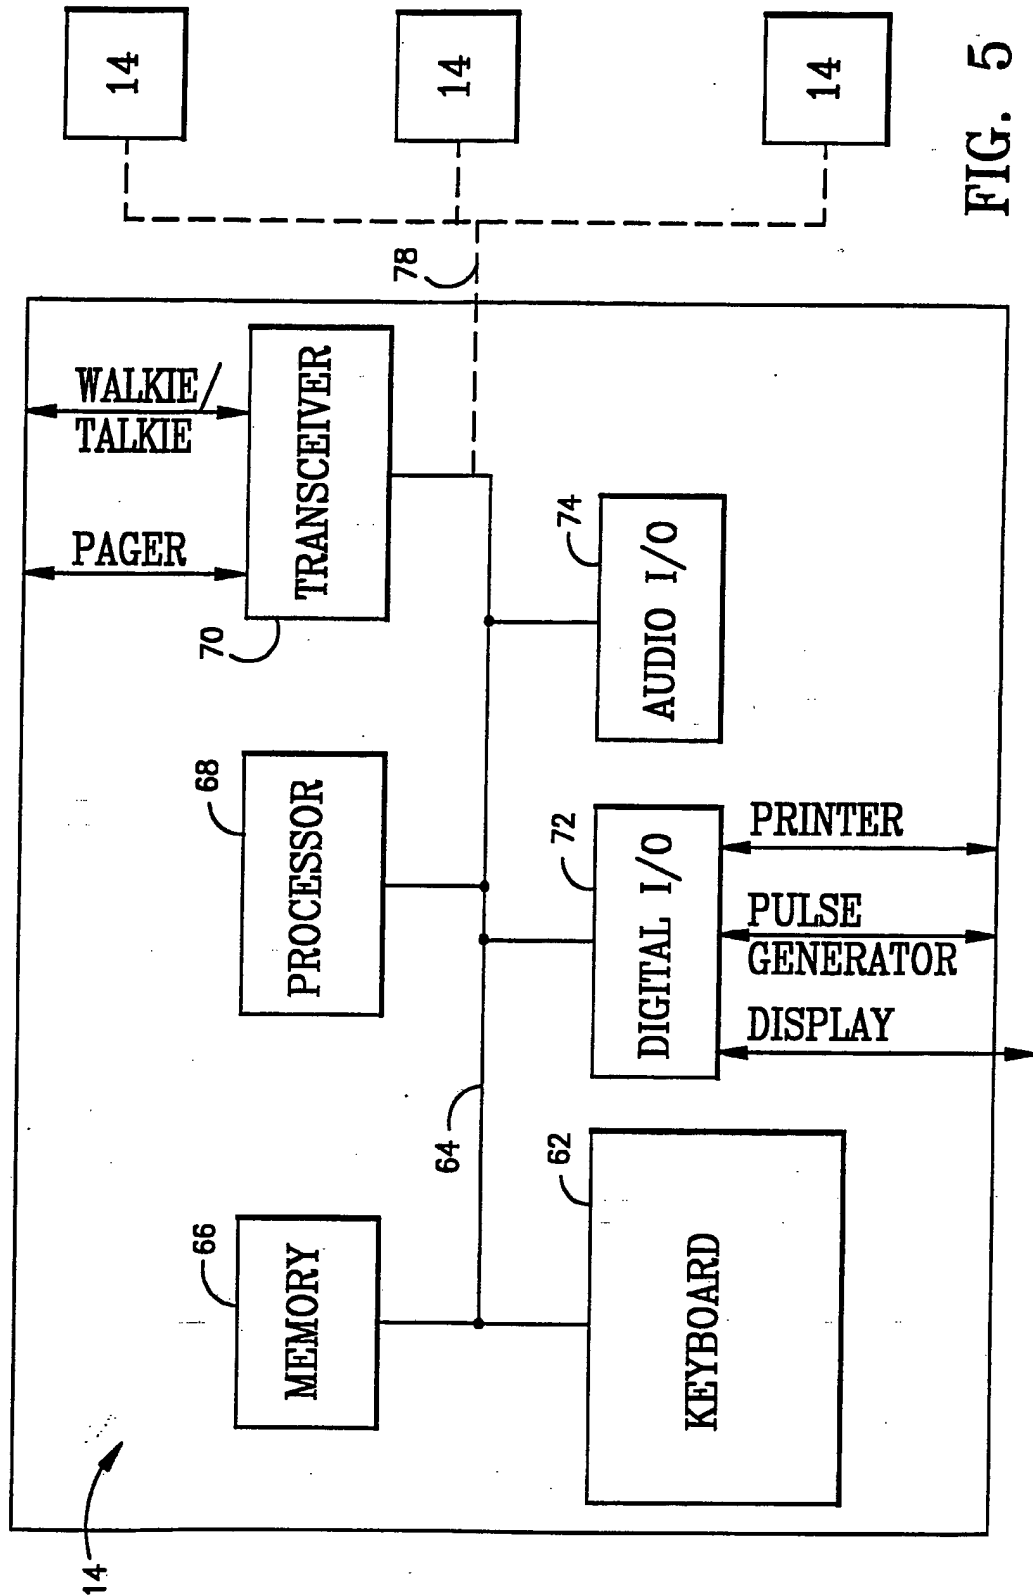 14
66
MEMORY
68
PROCESSOR
70
TRANSCEIVER
PAGER
WALKIE/
TALKIE
64
78
62
KEYBOARD
72
DIGITAL I/O
74
AUDIO I/O
DISPLAY
PULSE
GENERATOR
PRINTER
14
14
14
FIG. 5